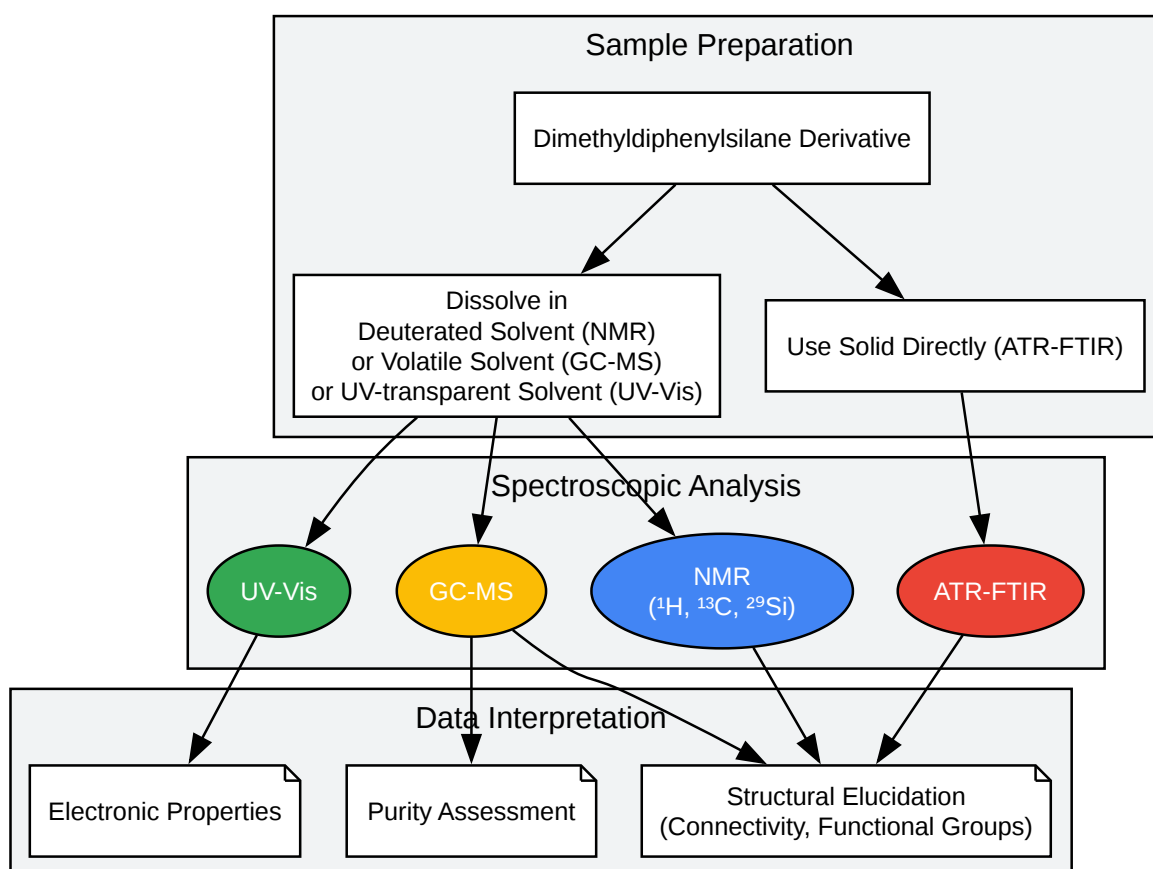 Sample Preparation
Dimethyldiphenylsilane Derivative
Dissolve in
Deuterated Solvent (NMR)
or Volatile Solvent (GC-MS)
or UV-transparent Solvent (UV-Vis)
Use Solid Directly (ATR-FTIR)
Spectroscopic Analysis
UV-Vis
GC-MS
NMR
(¹H, ¹³C, ²⁹Si)
ATR-FTIR
Data Interpretation
Electronic Properties
Purity Assessment
Structural Elucidation
(Connectivity, Functional Groups)